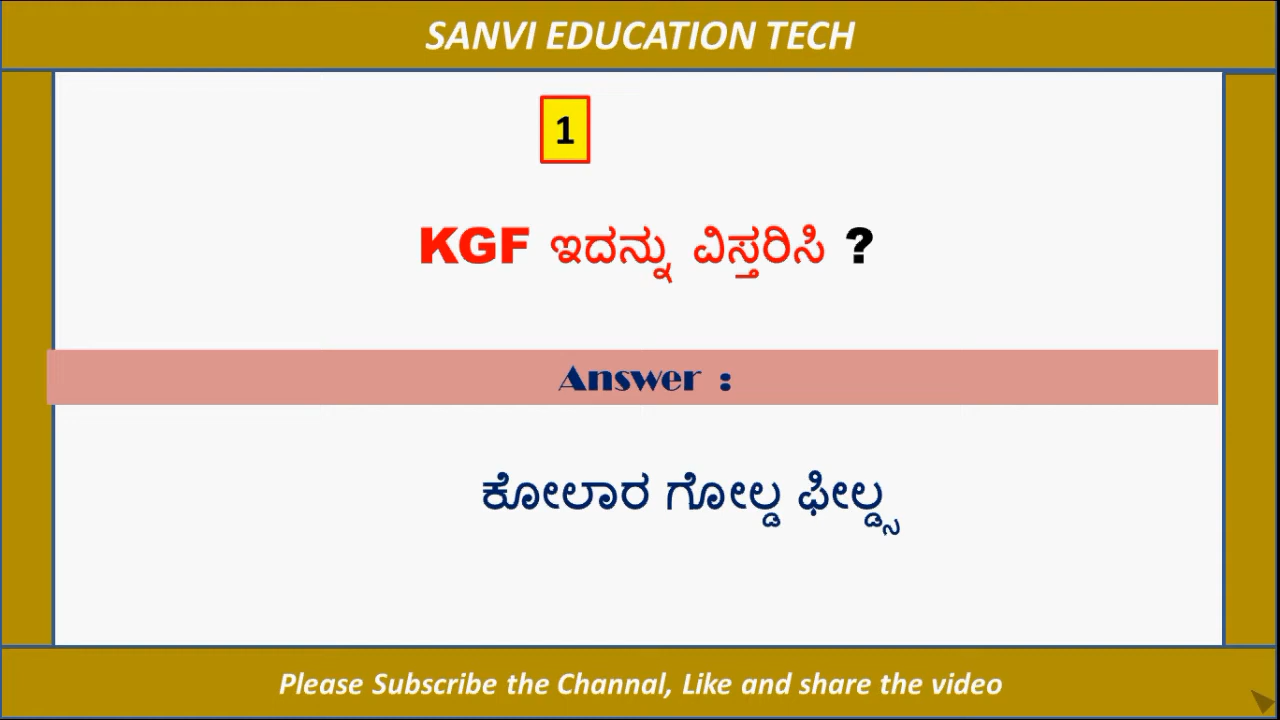 SANVI EDUCATION TECH
1
KGF ಇದನ್ನು ವಿಸ್ತರಿಸಿ ?
Answer :
ಕೋಲಾರ ಗೋಲ್ಡ ಫೀಲ್ಡ್ಸ
Please Subscribe the Channal, Like and share the video